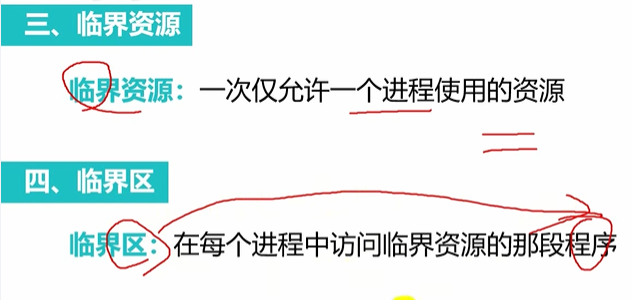 三、临界资源
临界资源：一次仅允许一个进程使用的资源
四、临界区
临界区：在每个进程中访问临界资源的那段程序